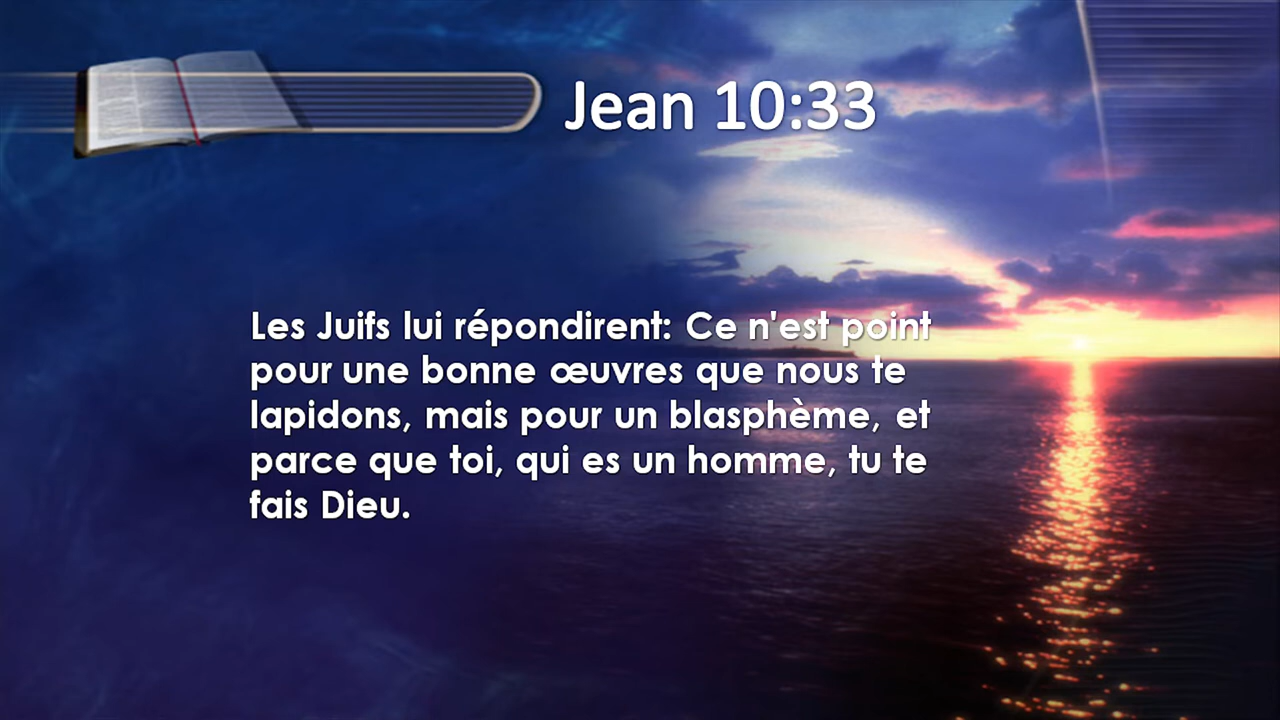 Jean 10:33
Les Juifs lui répondirent: Ce n'est point
pour une bonne œuvres que nous te
lapidons, mais pour un blasphème, et
parce que toi, qui es un homme, tu te
fais Dieu.